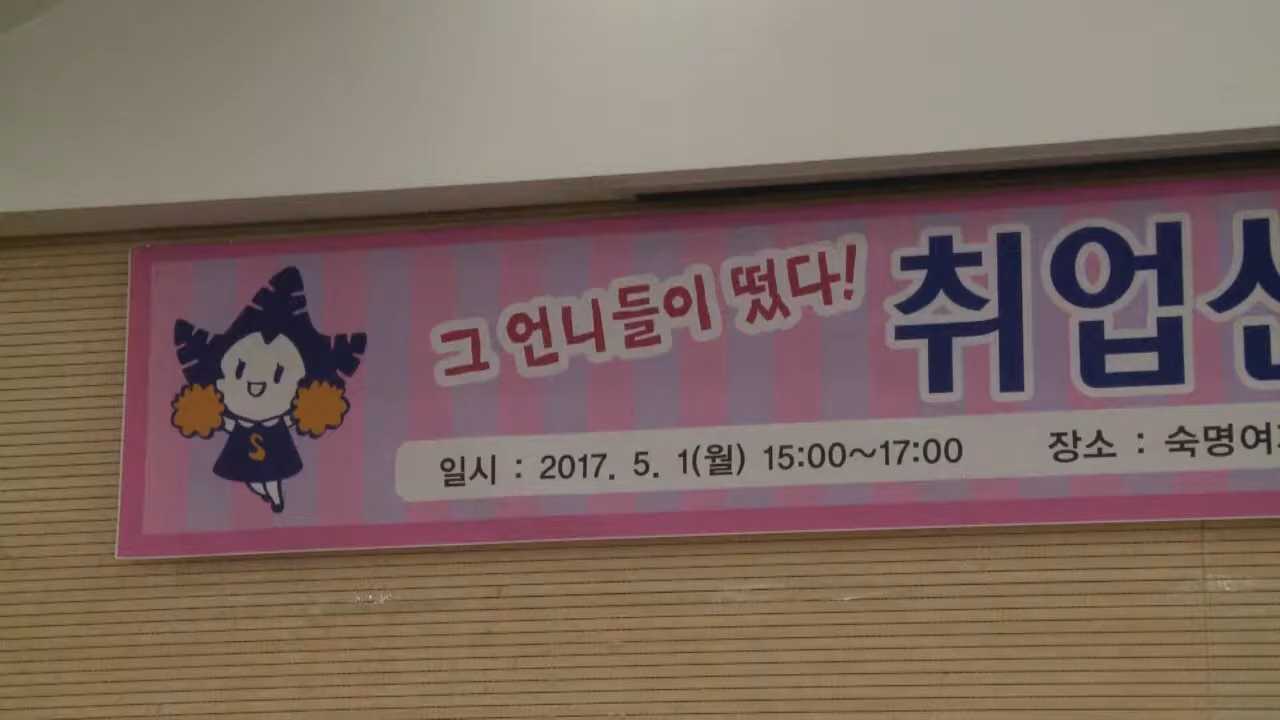 그 언니들이 떴다! 취업
일시 : 2017. 5. 1(월) 15:00~17:00 장소 : 숙명여
S